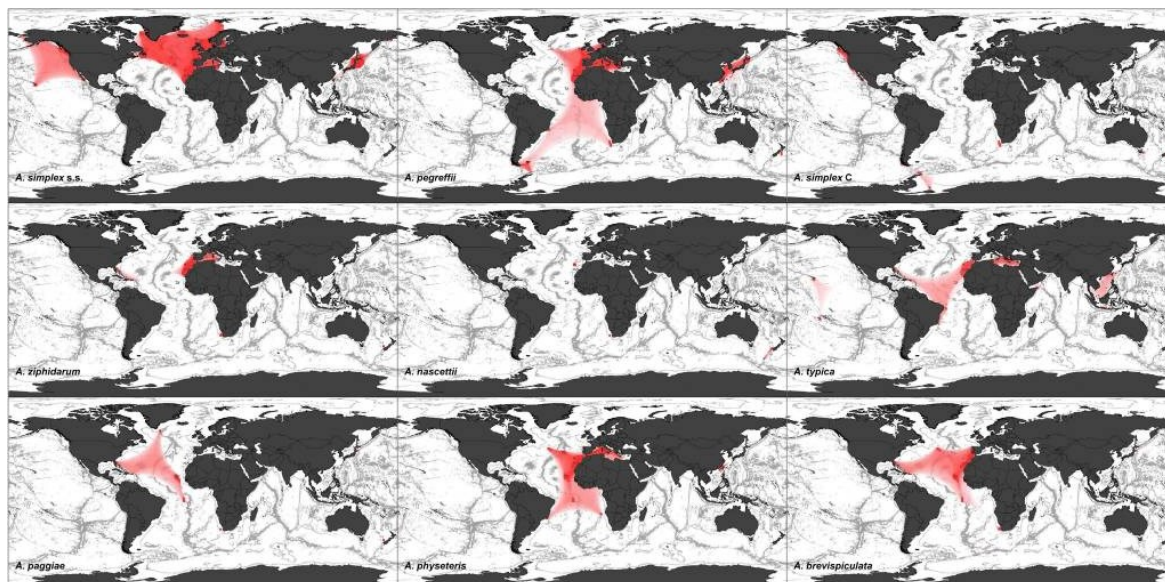 A. simplex s.s.
A. pegreffii
A. simplex C
A. ziphidarum
A. nascettii
A. typica
A. paggiae
A. physeteris
A. brevispiculata